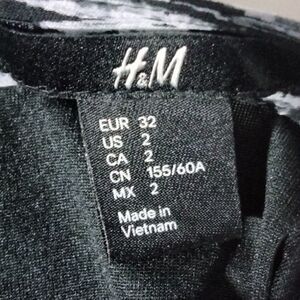 H&M
EUR 32
US 2
CA 2
CN 155/60A
MX 2
Made in
Vietnam